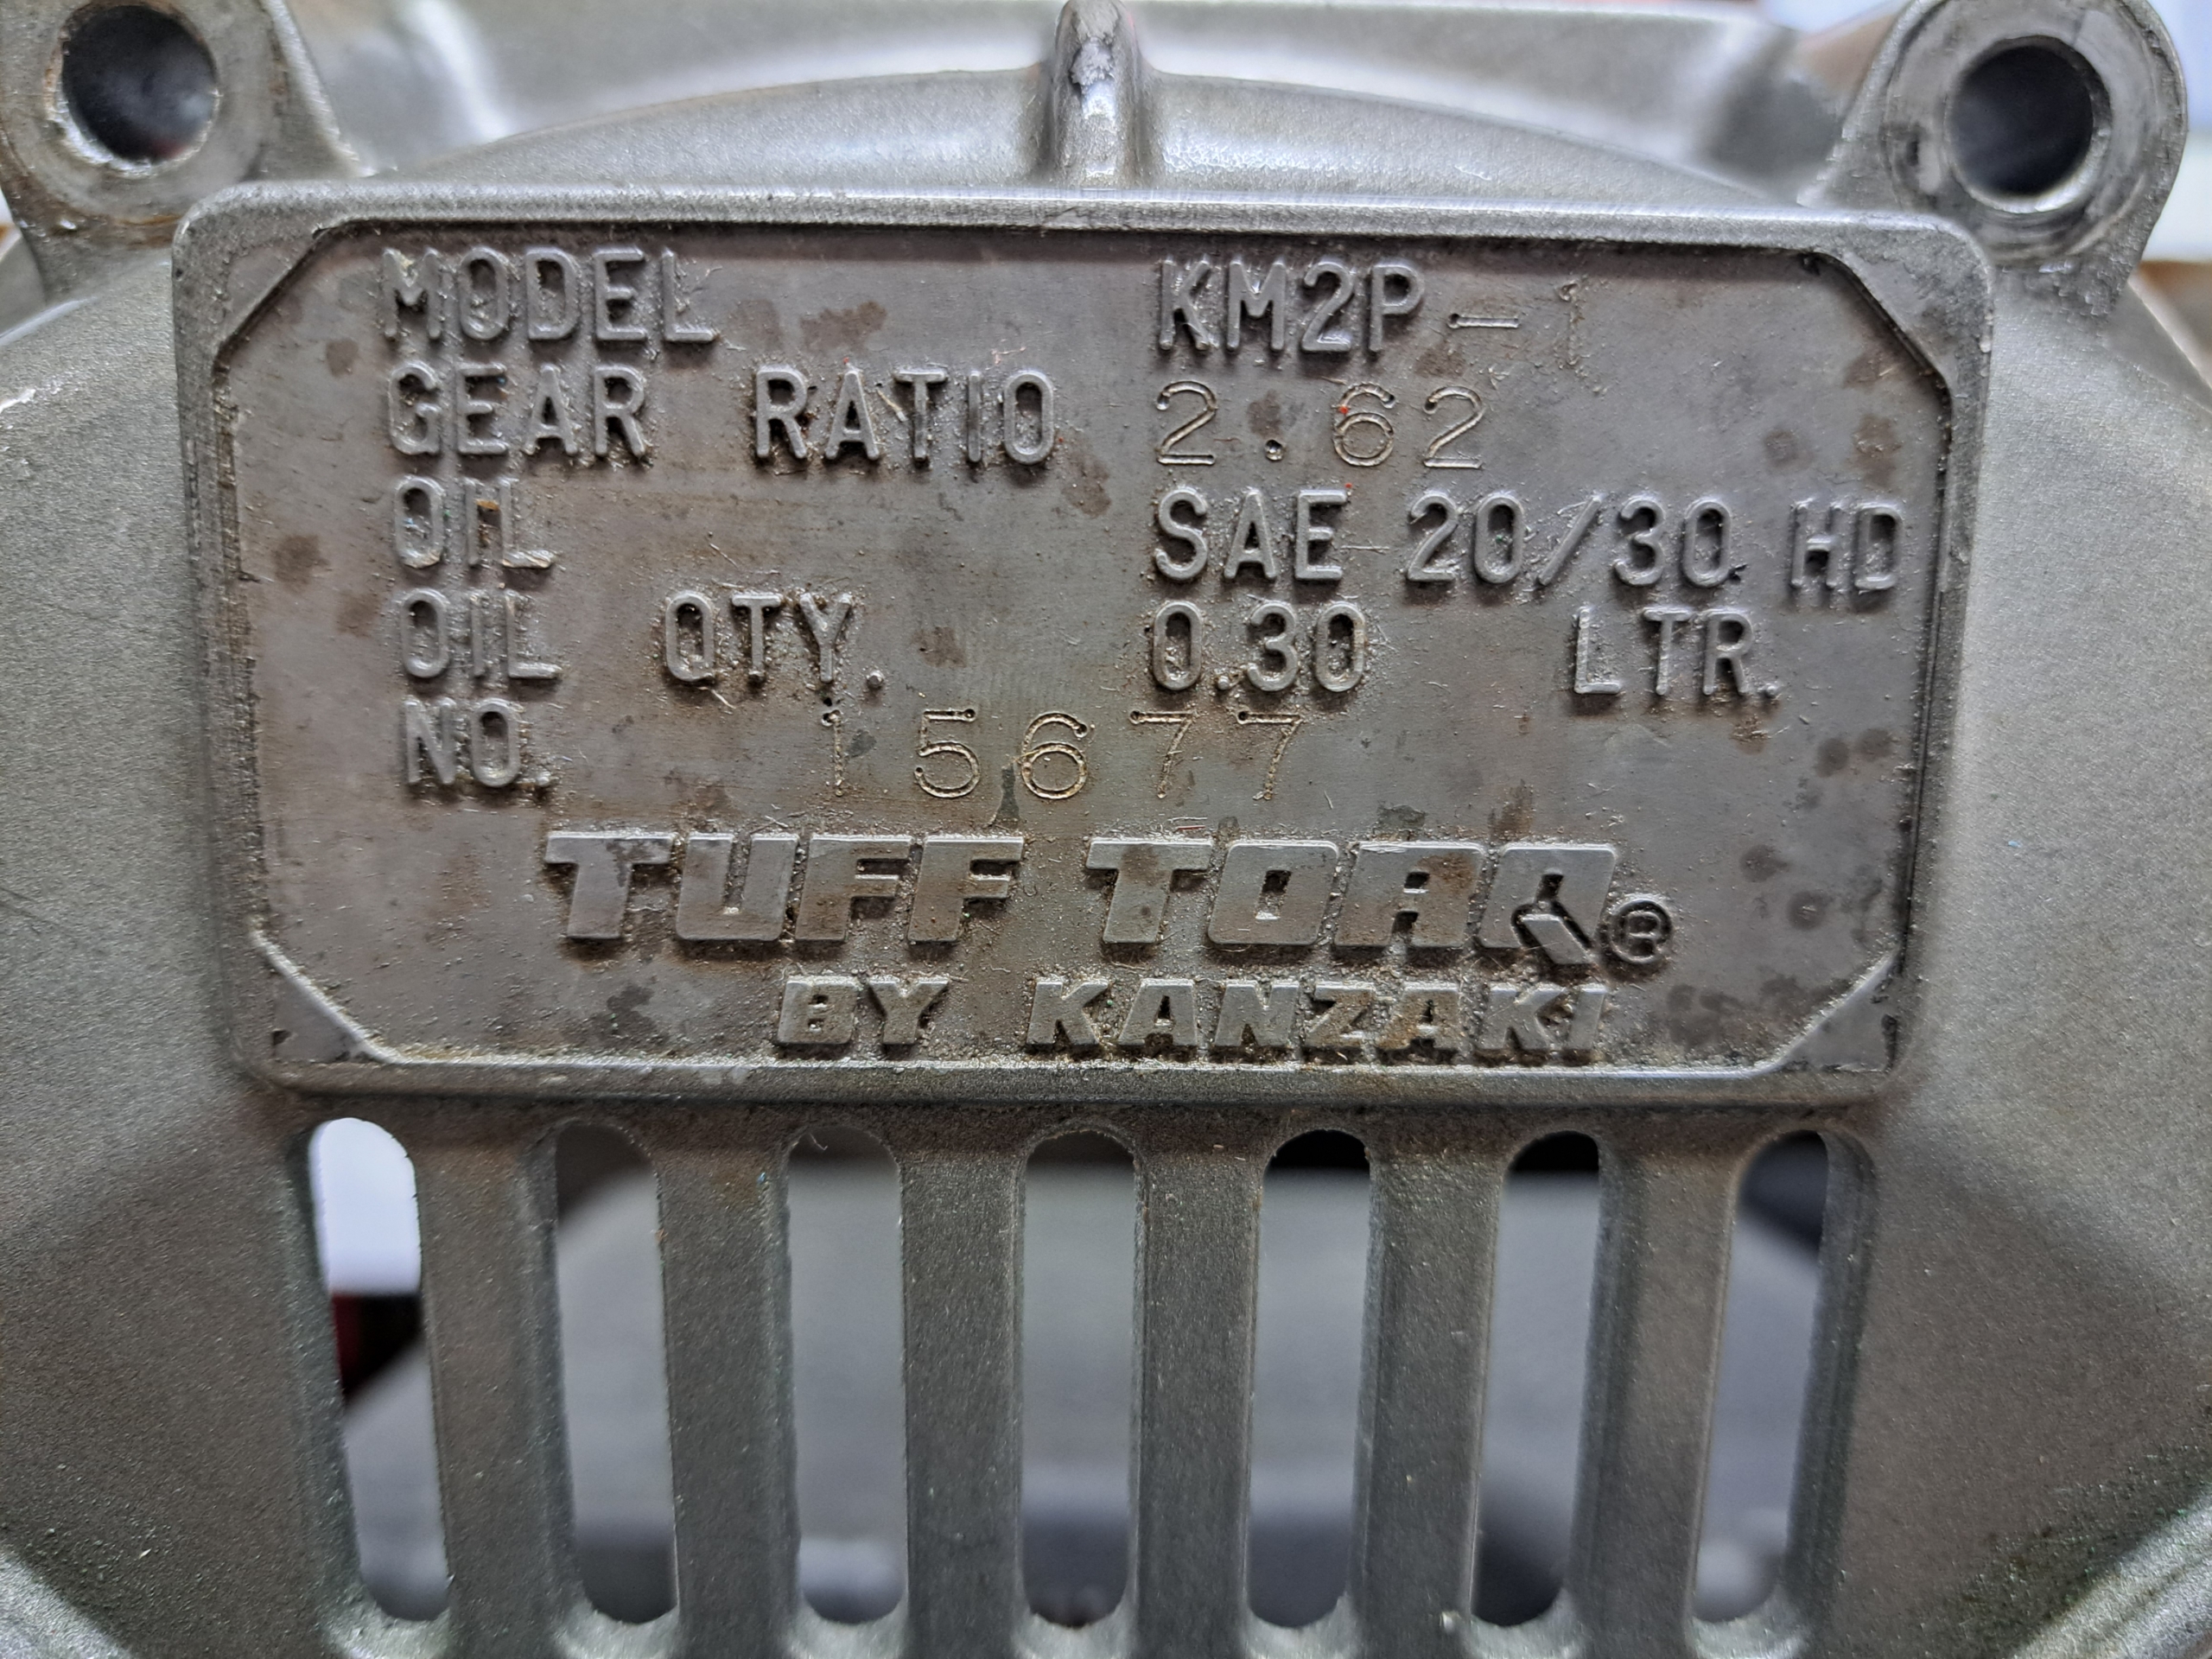 MODEL KM2P-1
GEAR RATIO 2.62
OIL SAE 20/30 HD
OIL QTY. 0.30 LTR.
NO. 15677
TUFF TORQ®
BY KANZAKI